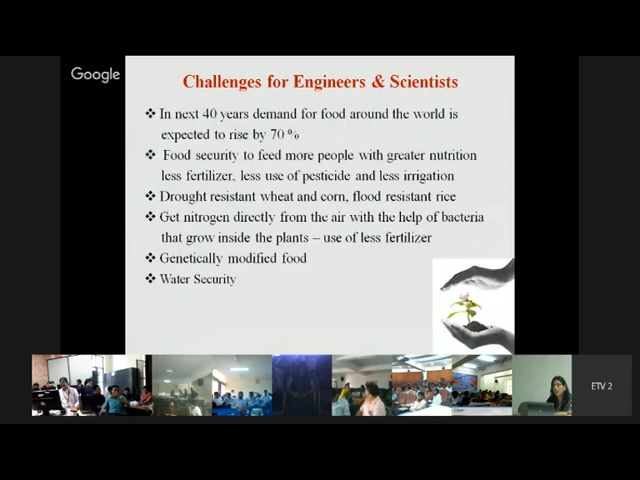 Google
Challenges for Engineers & Scientists
❖ In next 40 years demand for food around the world is
expected to rise by 70 %
❖ Food security to feed more people with greater nutrition
less fertilizer, less use of pesticide and less irrigation
❖ Drought resistant wheat and corn, flood resistant rice
❖ Get nitrogen directly from the air with the help of bacteria
that grow inside the plants – use of less fertilizer
❖ Genetically modified food
❖ Water Security
ETV 2